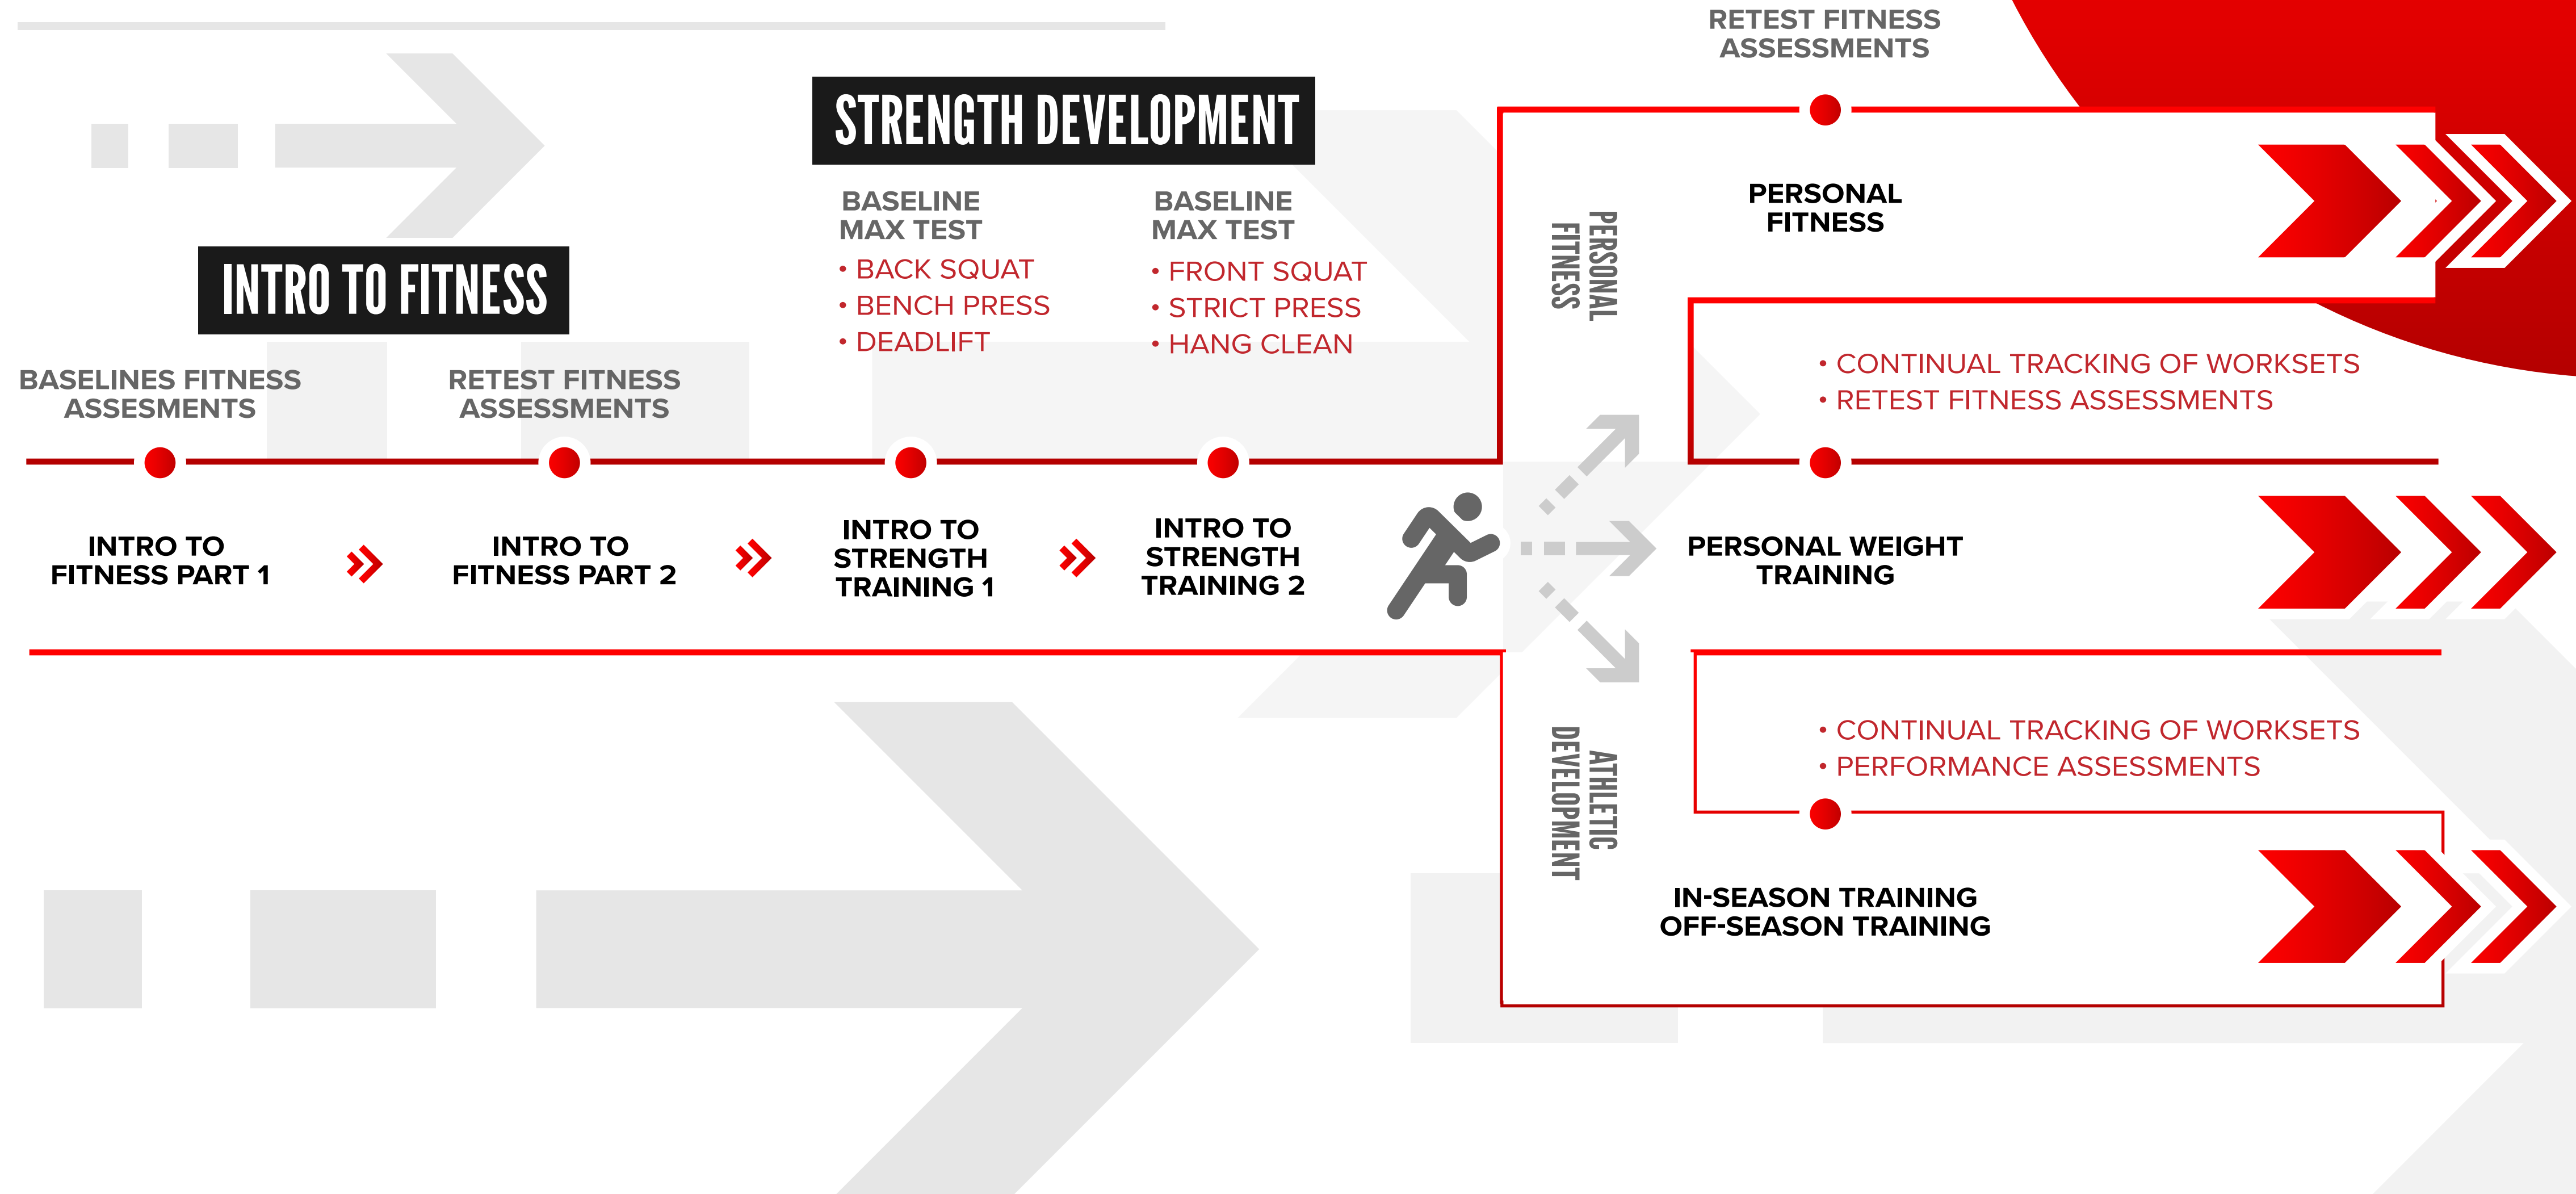 INTRO TO FITNESS
BASELINES FITNESS
ASSESMENTS
RETEST FITNESS
ASSESSMENTS
INTRO TO
FITNESS PART 1
INTRO TO
FITNESS PART 2
STRENGTH DEVELOPMENT
BASELINE
MAX TEST
• BACK SQUAT
• BENCH PRESS
• DEADLIFT
BASELINE
MAX TEST
• FRONT SQUAT
• STRICT PRESS
• HANG CLEAN
INTRO TO
STRENGTH
TRAINING 1
INTRO TO
STRENGTH
TRAINING 2
PERSONAL
FITNESS
RETEST FITNESS
ASSESSMENTS
PERSONAL
FITNESS
• CONTINUAL TRACKING OF WORKSETS
• RETEST FITNESS ASSESSMENTS
PERSONAL WEIGHT
TRAINING
ATHLETIC
DEVELOPMENT
• CONTINUAL TRACKING OF WORKSETS
• PERFORMANCE ASSESSMENTS
IN-SEASON TRAINING
OFF-SEASON TRAINING